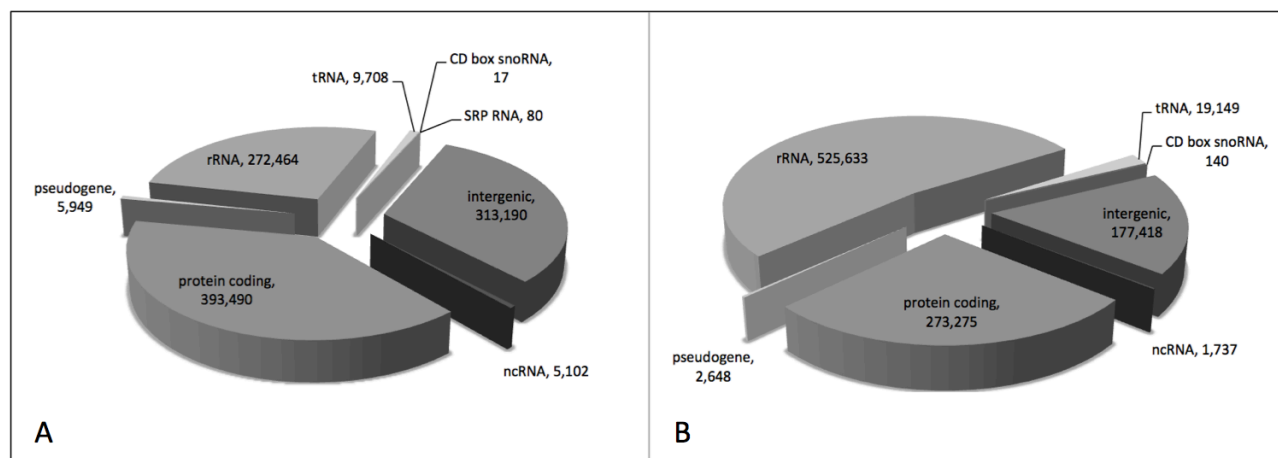 CD box snoRNA,
17
tRNA, 9,708
SRP RNA, 80
rRNA, 272,464
pseudogene,
5,949
intergenic,
313,190
protein coding,
393,490
ncRNA, 5,102
A
tRNA, 19,149
CD box snoRNA,
140
rRNA, 525,633
intergenic,
177,418
protein coding,
273,275
ncRNA, 1,737
pseudogene,
2,648
B